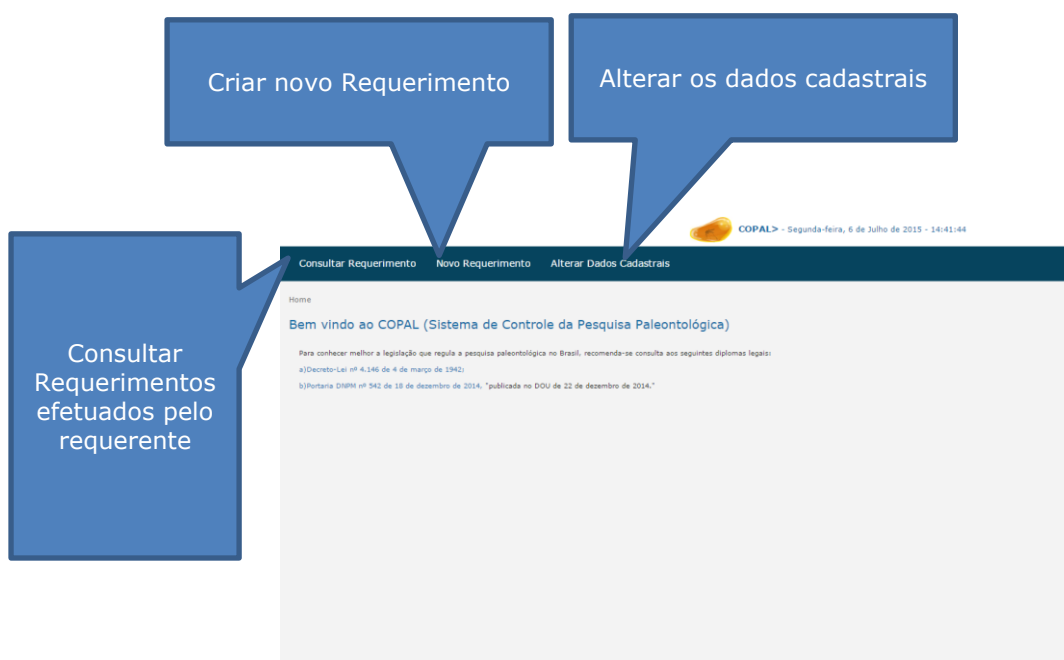 Criar novo Requerimento
Alterar os dados cadastrais
COPAL> - Segunda-feira, 6 de Julho de 2015 - 14:41:44
Consultar Requerimento Novo Requerimento Alterar Dados Cadastrais
Home
Bem vindo ao COPAL (Sistema de Controle da Pesquisa Paleontológica)
Para conhecer melhor a legislação que regula a pesquisa paleontológica no Brasil, recomenda-se consulta aos seguintes diplomas legais:
a)Decreto-Lei nº 4.146 de 4 de março de 1942;
b)Portaria DNPM nº 542 de 18 de dezembro de 2014, "publicada no DOU de 22 de dezembro de 2014."
Consultar
Requerimentos
efetuados pelo
requerente